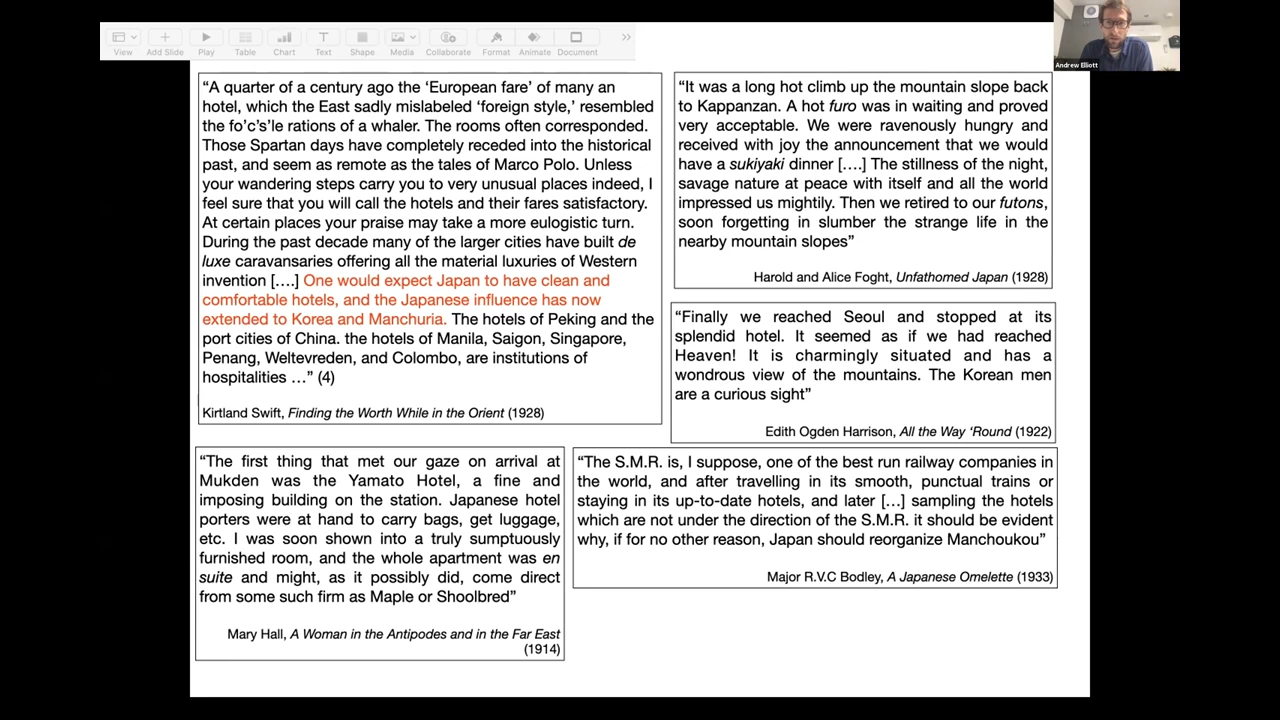 View
Add Slide
Play
Table
Chart
Text
Shape
Media
Collaborate
Format
Animate
Document
Andrew Elliott
“A quarter of a century ago the ‘European fare’ of many an
hotel, which the East sadly mislabeled ‘foreign style,’ resembled
the fo’c’s’le rations of a whaler. The rooms often corresponded.
Those Spartan days have completely receded into the historical
past, and seem as remote as the tales of Marco Polo. Unless
your wandering steps carry you to very unusual places indeed, I
feel sure that you will call the hotels and their fares satisfactory.
At certain places your praise may take a more eulogistic turn.
During the past decade many of the larger cities have built de
luxe caravansaries offering all the material luxuries of Western
invention [….] One would expect Japan to have clean and
comfortable hotels, and the Japanese influence has now
extended to Korea and Manchuria. The hotels of Peking and the
port cities of China. the hotels of Manila, Saigon, Singapore,
Penang, Weltevreden, and Colombo, are institutions of
hospitalities …” (4)
Kirtland Swift, Finding the Worth While in the Orient (1928)
“It was a long hot climb up the mountain slope back
to Kappanzan. A hot furo was in waiting and proved
very acceptable. We were ravenously hungry and
received with joy the announcement that we would
have a sukiyaki dinner [….] The stillness of the night,
savage nature at peace with itself and all the world
impressed us mightily. Then we retired to our futons,
soon forgetting in slumber the strange life in the
nearby mountain slopes”
Harold and Alice Foght, Unfathomed Japan (1928)
“Finally we reached Seoul and stopped at its
splendid hotel. It seemed as if we had reached
Heaven! It is charmingly situated and has a
wondrous view of the mountains. The Korean men
are a curious sight”
Edith Ogden Harrison, All the Way ‘Round (1922)
“The first thing that met our gaze on arrival at
Mukden was the Yamato Hotel, a fine and
imposing building on the station. Japanese hotel
porters were at hand to carry bags, get luggage,
etc. I was soon shown into a truly sumptuously
furnished room, and the whole apartment was en
suite and might, as it possibly did, come direct
from some such firm as Maple or Shoolbred”
Mary Hall, A Woman in the Antipodes and in the Far East
(1914)
“The S.M.R. is, I suppose, one of the best run railway companies in
the world, and after travelling in its smooth, punctual trains or
staying in its up-to-date hotels, and later […] sampling the hotels
which are not under the direction of the S.M.R. it should be evident
why, if for no other reason, Japan should reorganize Manchoukou”
Major R.V.C Bodley, A Japanese Omelette (1933)